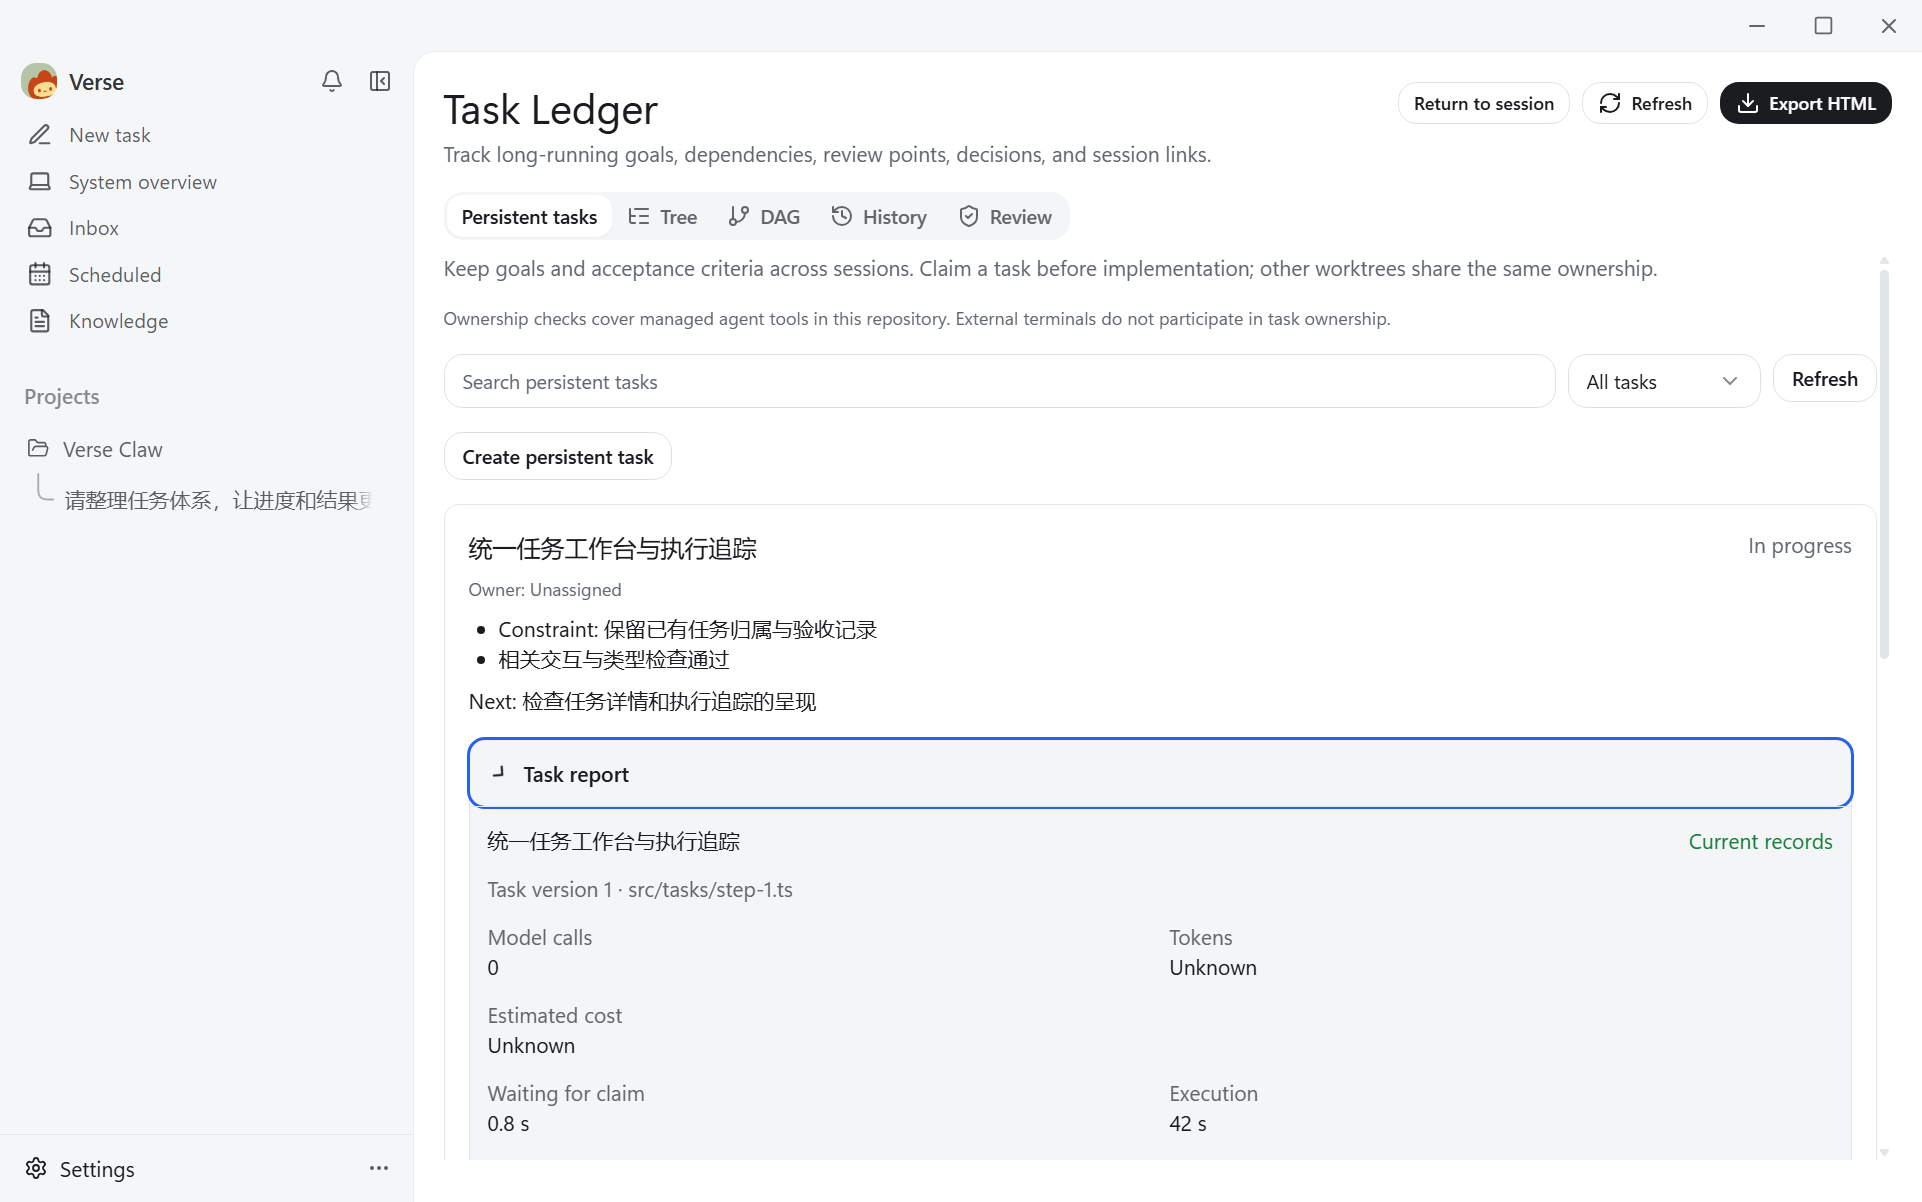 Verse
New task
System overview
Inbox
Scheduled
Knowledge
Projects
Verse Claw
请整理任务体系，让进度和结果更
Settings
Task Ledger
Return to session
Refresh
Export HTML
Track long-running goals, dependencies, review points, decisions, and session links.
Persistent tasks
Tree
DAG
History
Review
Keep goals and acceptance criteria across sessions. Claim a task before implementation; other worktrees share the same ownership.
Ownership checks cover managed agent tools in this repository. External terminals do not participate in task ownership.
Search persistent tasks
All tasks
Refresh
Create persistent task
统一任务工作台与执行追踪
In progress
Owner: Unassigned
Constraint: 保留已有任务归属与验收记录
相关交互与类型检查通过
Next: 检查任务详情和执行追踪的呈现
Task report
统一任务工作台与执行追踪
Current records
Task version 1 · src/tasks/step-1.ts
Model calls
0
Tokens
Unknown
Estimated cost
Unknown
Waiting for claim
0.8 s
Execution
42 s